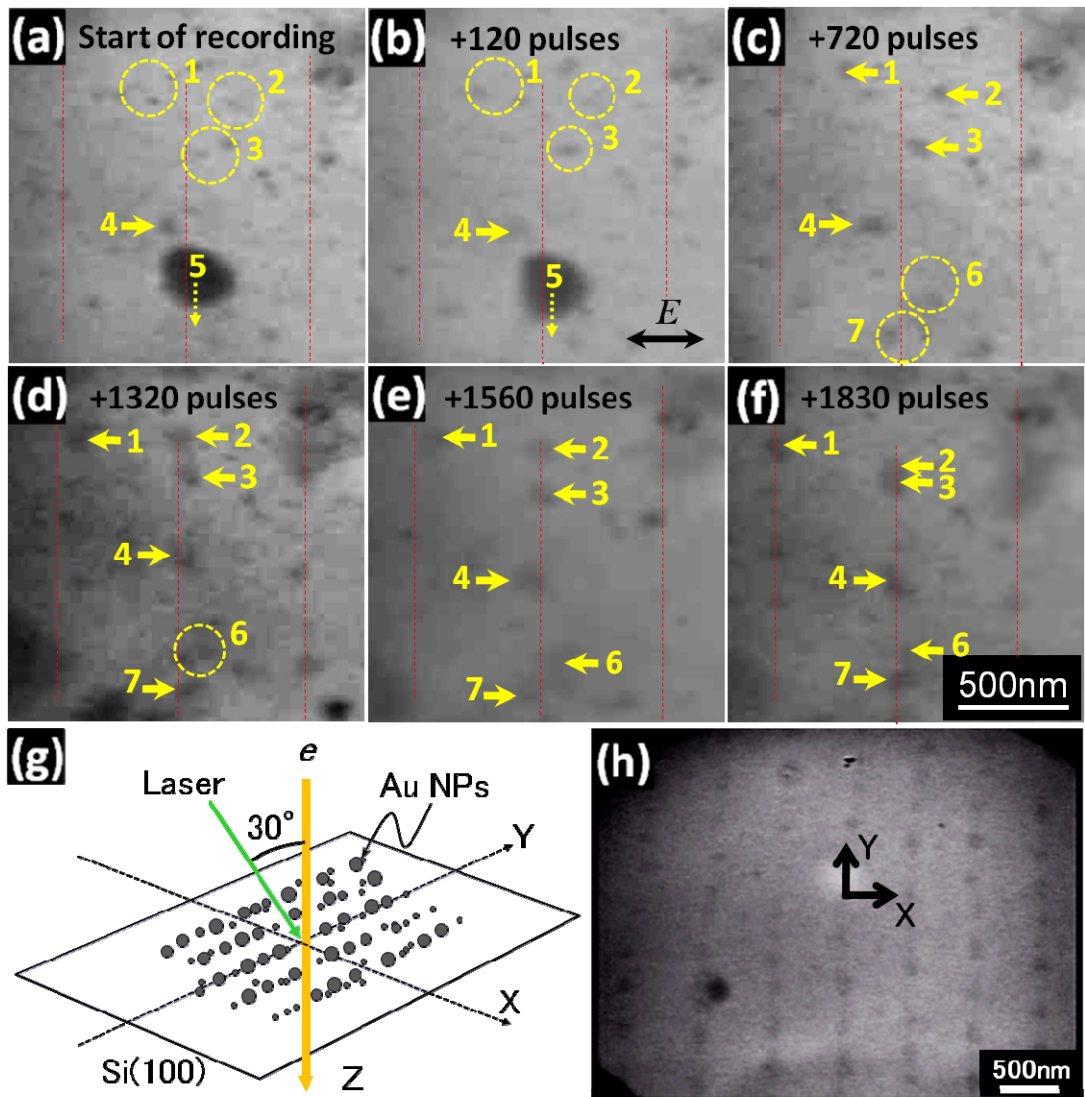 (a) Start of recording
1
2
3
4
5
(b) +120 pulses
1
2
3
4
5
E
(c) +720 pulses
1
2
3
4
6
7
(d) +1320 pulses
1
2
3
4
6
7
(e) +1560 pulses
1
2
3
4
6
7
(f) +1830 pulses
1
2
3
4
6
7
500nm
(g)
e
Laser
Au NPs
30°
Y
X
Si(100)
Z
(h)
Y
X
500nm